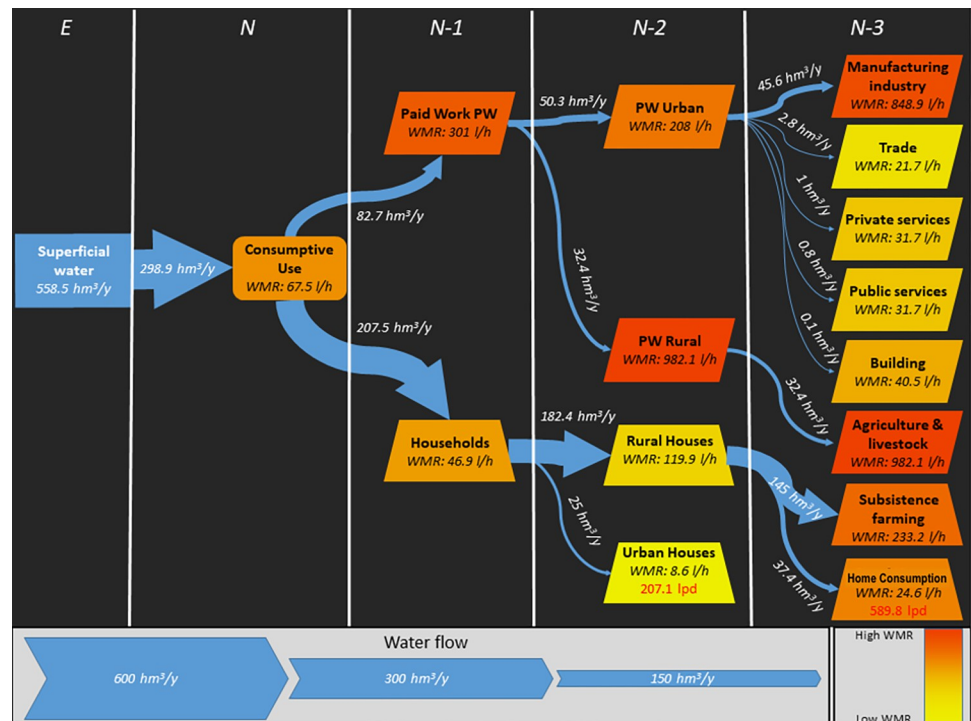 E
N
N-1
N-2
N-3
Superficial
water
558.5 hm³/y
298.9 hm³/y
Consumptive
Use
WMR: 67.5 l/h
82.7 hm³/y
207.5 hm³/y
Paid Work PW
WMR: 301 l/h
Households
WMR: 46.9 l/h
50.3 hm³/y
32.4 hm³/y
182.4 hm³/y
25 hm³/y
PW Urban
WMR: 208 l/h
PW Rural
WMR: 982.1 l/h
Rural Houses
WMR: 119.9 l/h
Urban Houses
WMR: 8.6 l/h
207.1 lpd
45.6 hm³/y
2.8 hm³/y
1 hm³/y
0.8 hm³/y
0.1 hm³/y
32.4 hm³/y
145 hm³/y
37.4 hm³/y
Manufacturing
industry
WMR: 848.9 l/h
Trade
WMR: 21.7 l/h
Private services
WMR: 31.7 l/h
Public services
WMR: 31.7 l/h
Building
WMR: 40.5 l/h
Agriculture &
livestock
WMR: 982.1 l/h
Subsistence
farming
WMR: 233.2 l/h
Home Consumption
WMR: 24.6 l/h
589.8 lpd
Water flow
600 hm³/y
300 hm³/y
150 hm³/y
High WMR
Low WMR